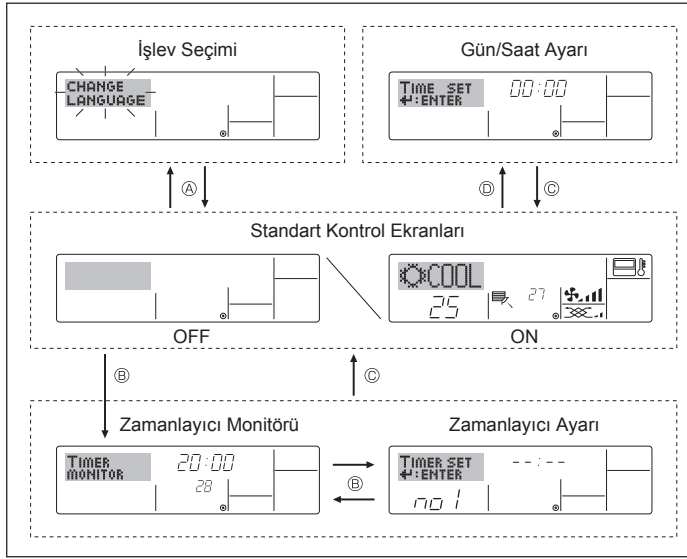 İşlev Seçimi
CHANGE
LANGUAGE
Gün/Saat Ayarı
TIME SET 00:00
↵:ENTER
Ⓐ
Ⓓ Ⓒ
Standart Kontrol Ekranları
COOL
25 27
OFF
ON
Ⓑ
Ⓒ
Zamanlayıcı Monitörü
TIMER 20:00
MONITOR
28
Ⓑ
Zamanlayıcı Ayarı
TIMER SET --:--
↵:ENTER
no 1